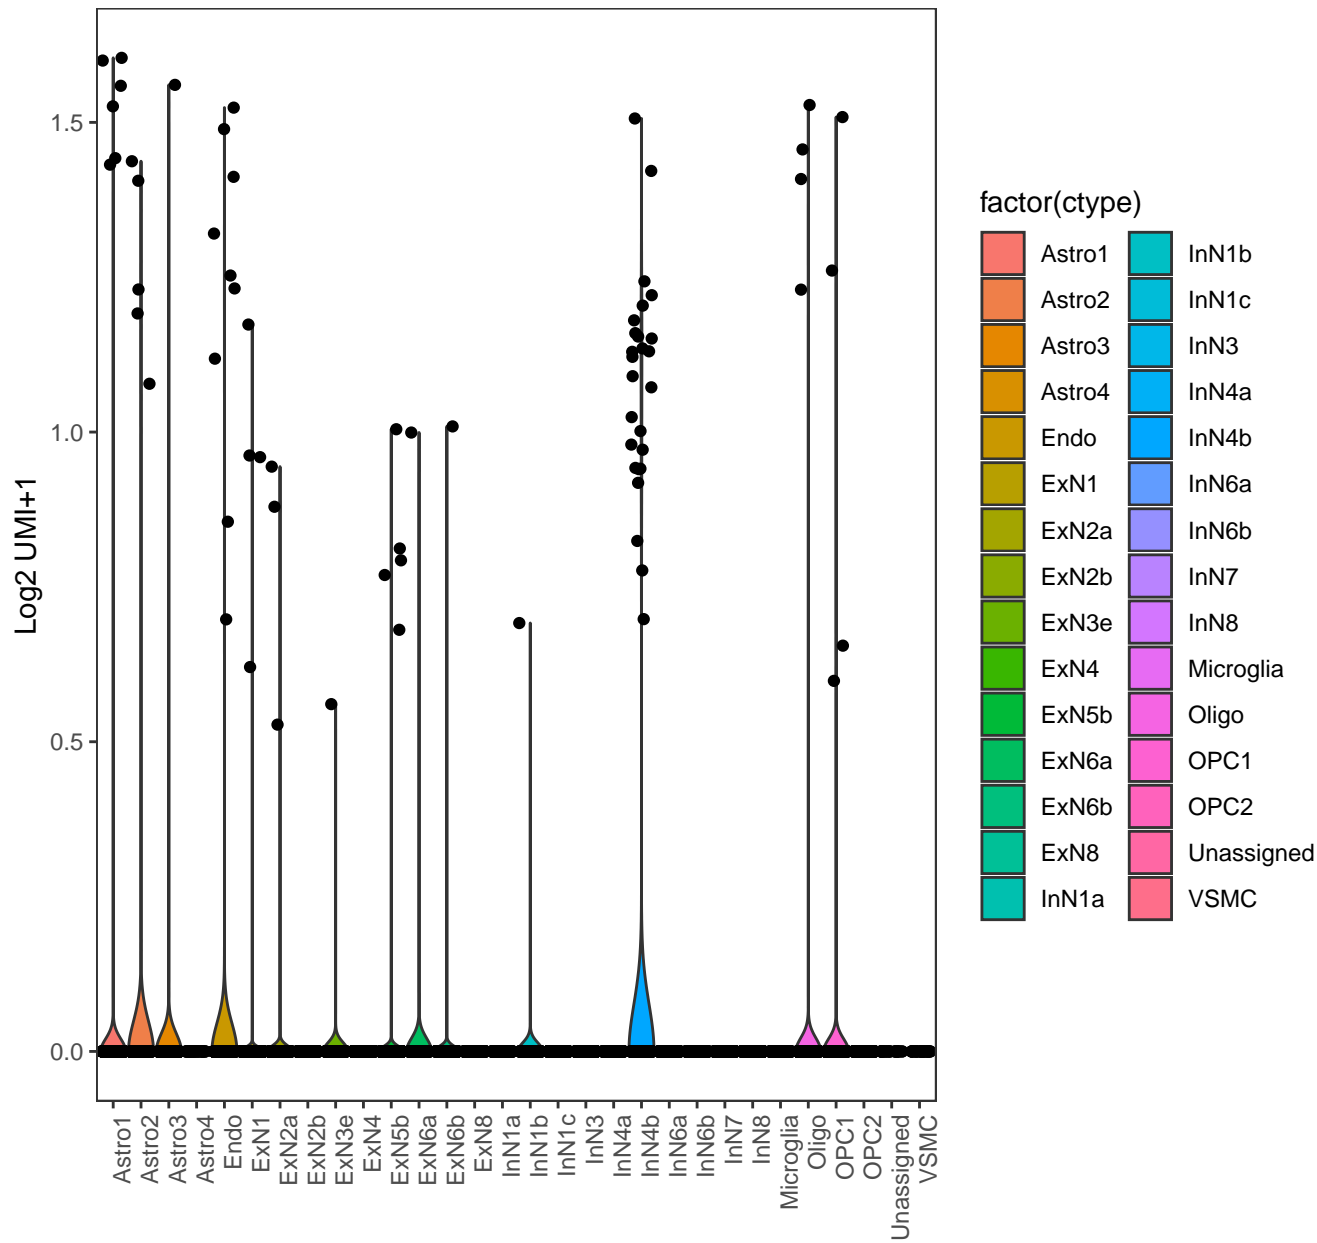 Log2 UMI+1
1.5
1.0
0.5
0.0
Astro1
Astro2
Astro3
Astro4
Endo
ExN1
ExN2a
ExN2b
ExN3e
ExN4
ExN5b
ExN6a
ExN6b
ExN8
InN1a
InN1b
InN1c
InN3
InN4a
InN4b
InN6a
InN6b
InN7
InN8
Microglia
Oligo
OPC1
OPC2
Unassigned
VSMC
factor(ctype)
Astro1
Astro2
Astro3
Astro4
Endo
ExN1
ExN2a
ExN2b
ExN3e
ExN4
ExN5b
ExN6a
ExN6b
ExN8
InN1a
InN1b
InN1c
InN3
InN4a
InN4b
InN6a
InN6b
InN7
InN8
Microglia
Oligo
OPC1
OPC2
Unassigned
VSMC